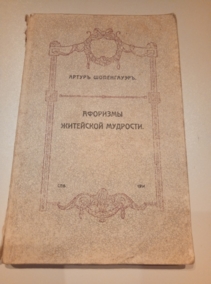 АРТУРЪ ШОПЕНГАУЭРЪ.
АФОРИЗМЫ
ЖИТЕЙСКОЙ МУДРОСТИ.